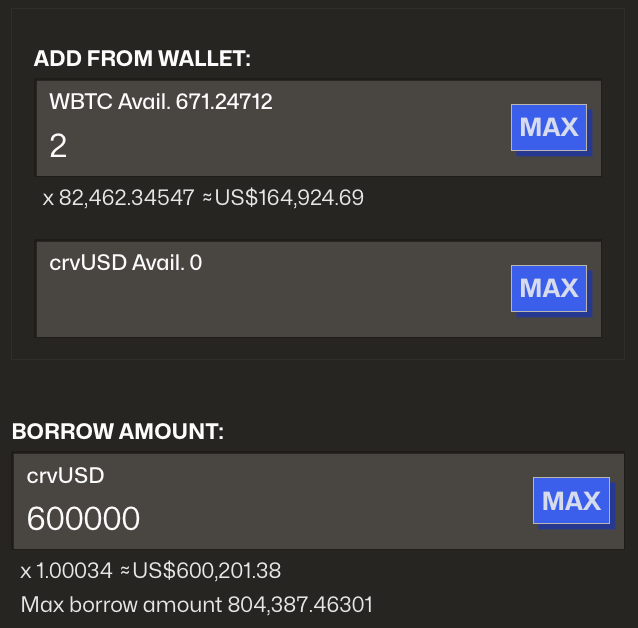 ADD FROM WALLET:
WBTC Avail. 671.24712
2
MAX
x 82,462.34547 ≈US$164,924.69
crvUSD Avail. 0
MAX
BORROW AMOUNT:
crvUSD
600000
MAX
x 1.00034 ≈US$600,201.38
Max borrow amount 804,387.46301